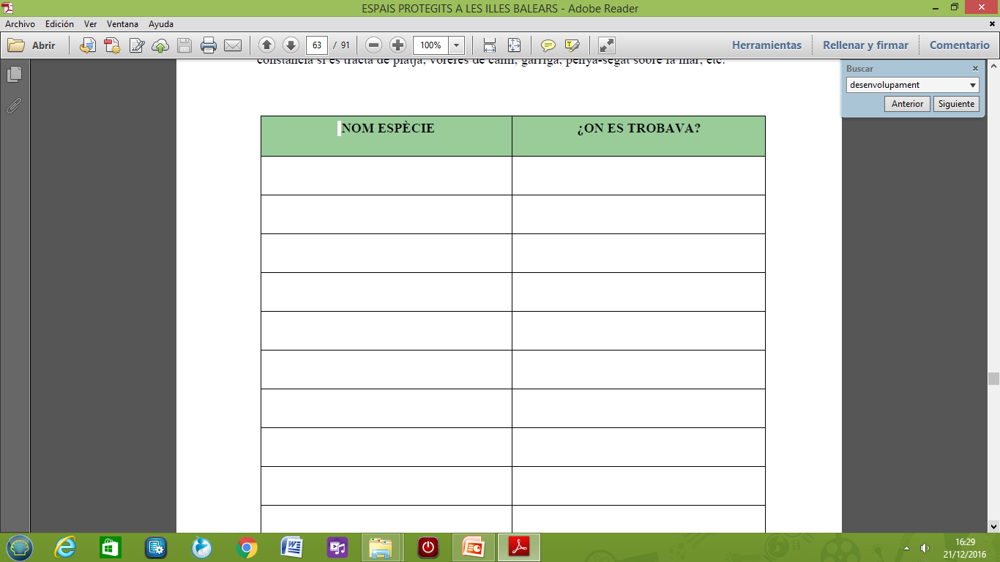 ESPAIS PROTEGITS A LES ILLES BALEARS - Adobe Reader
Archivo Edición Ver Ventana Ayuda
Abrir 63 / 91 100% Herramientas Rellenar y firmar Comentario
constància si es tracta de platja, voreres de camí, garriga, penya-segat sobre la mar, etc.
Buscar
desenvolupament
Anterior Siguiente
NOM ESPÈCIE ¿ON ES TROBAVA?
16:29
21/12/2016